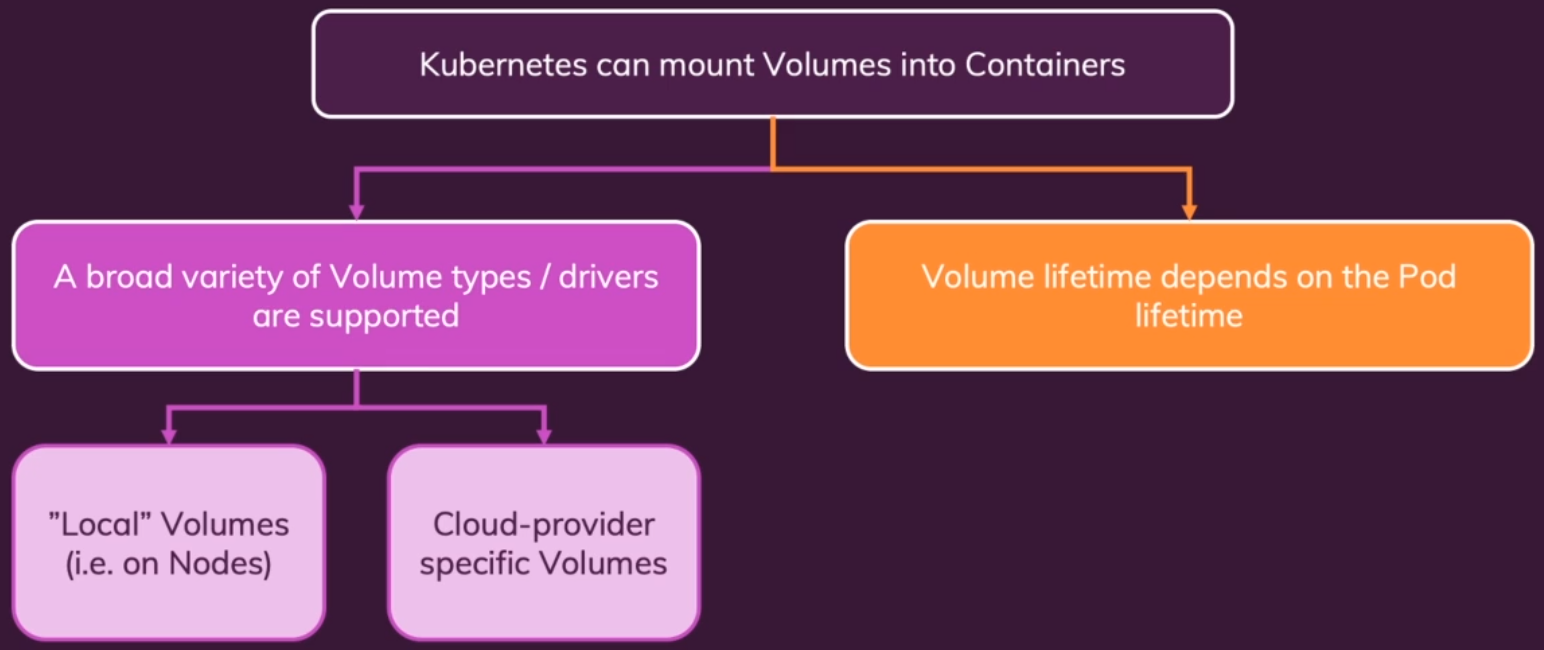 Kubernetes can mount Volumes into Containers
A broad variety of Volume types / drivers
are supported
Volume lifetime depends on the Pod
lifetime
”Local” Volumes
(i.e. on Nodes)
Cloud-provider
specific Volumes